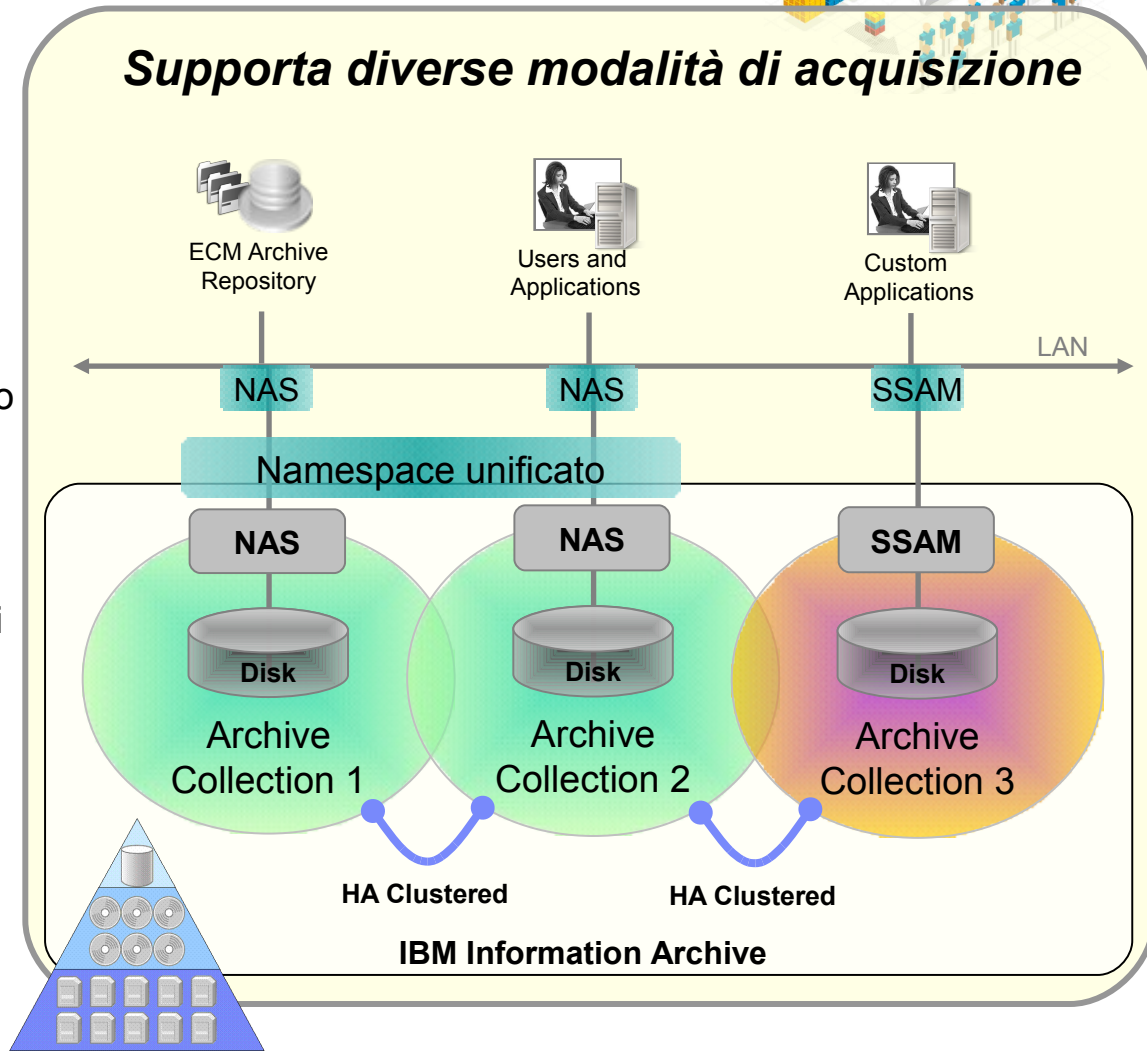 Supporta diverse modalità di acquisizione
ECM Archive
Repository
Users and
Applications
Custom
Applications
LAN
NAS
NAS
SSAM
o
Namespace unificato
NAS
NAS
SSAM
i
Disk
Disk
Disk
Archive
Collection 1
Archive
Collection 2
Archive
Collection 3
HA Clustered
HA Clustered
IBM Information Archive